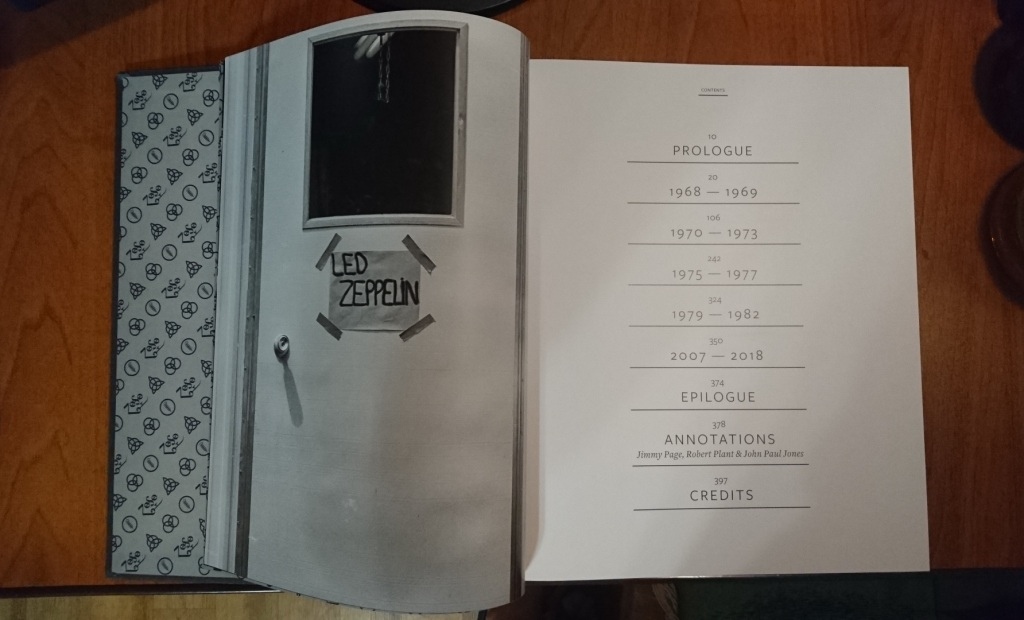 LED
ZEPPELIN
CONTENTS
10
PROLOGUE
20
1968 — 1969
106
1970 — 1973
242
1975 — 1977
324
1979 — 1982
350
2007 — 2018
374
EPILOGUE
378
ANNOTATIONS
Jimmy Page, Robert Plant & John Paul Jones
397
CREDITS